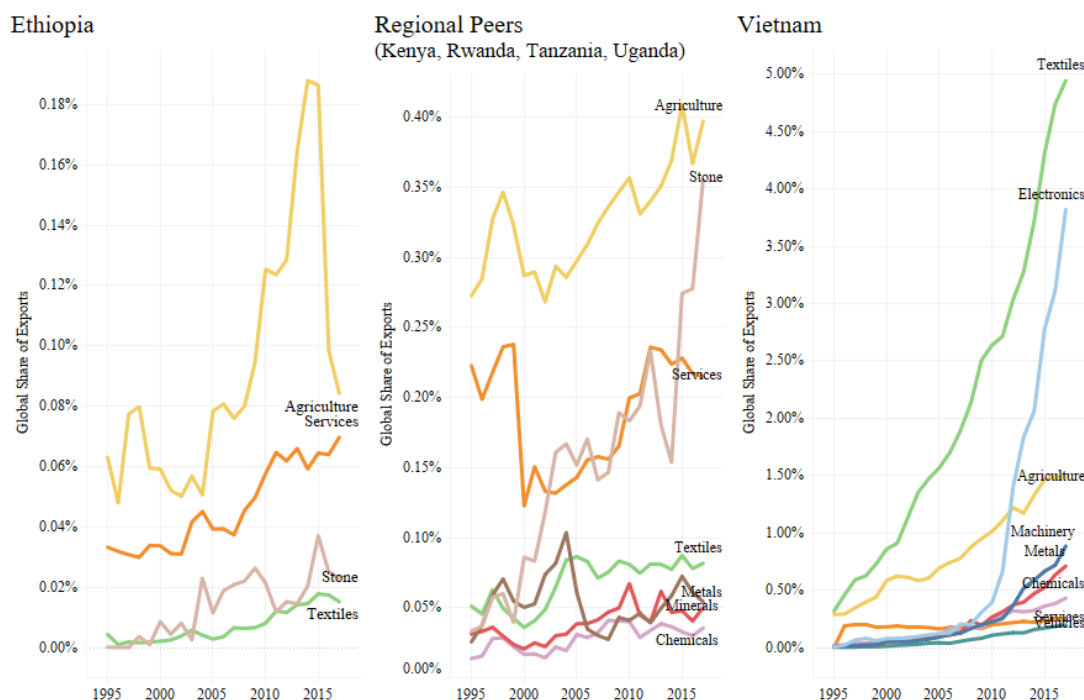 Ethiopia
Global Share of Exports
0.18%
0.16%
0.14%
0.12%
0.10%
0.08%
0.06%
0.04%
0.02%
0.00%
Agriculture
Services
Stone
Textiles
1995
2000
2005
2010
2015
Regional Peers
(Kenya, Rwanda, Tanzania, Uganda)
Global Share of Exports
0.40%
0.35%
0.30%
0.25%
0.20%
0.15%
0.10%
0.05%
0.00%
Agriculture
Stone
Services
Textiles
Metals
Minerals
Chemicals
1995
2000
2005
2010
2015
Vietnam
Global Share of Exports
5.00%
4.50%
4.00%
3.50%
3.00%
2.50%
2.00%
1.50%
1.00%
0.50%
0.00%
Textiles
Electronics
Agriculture
Machinery
Metals
Chemicals
Services
Vehicles
1995
2000
2005
2010
2015